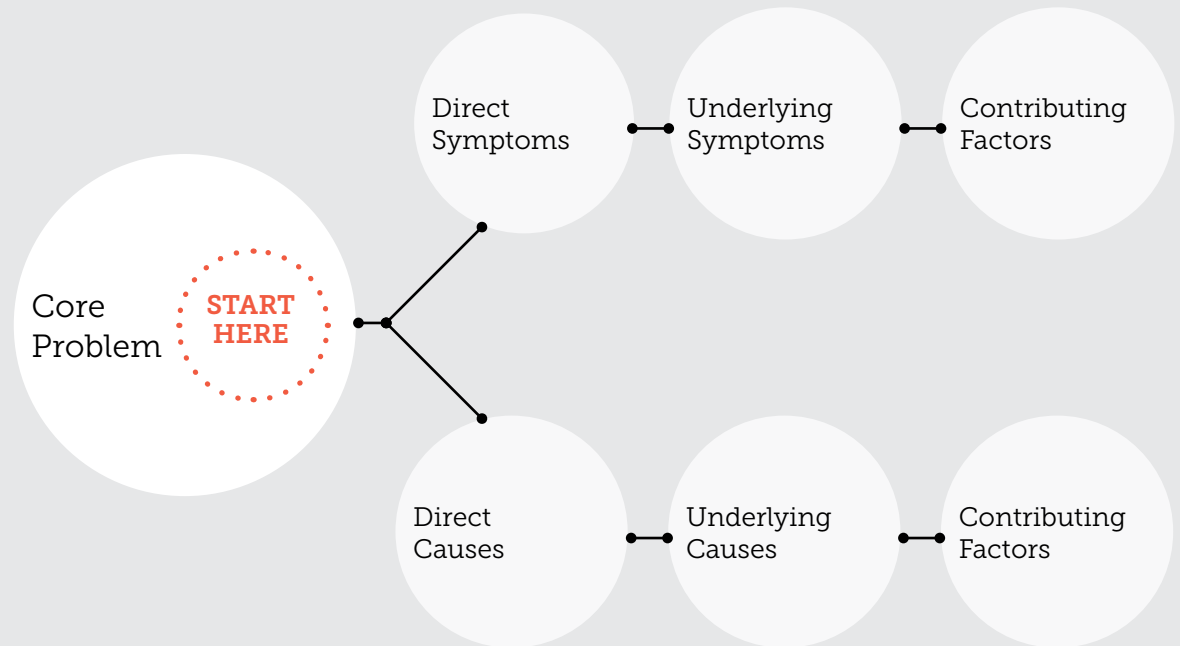 Core
Problem
START
HERE
Direct
Symptoms
Underlying
Symptoms
Contributing
Factors
Direct
Causes
Underlying
Causes
Contributing
Factors